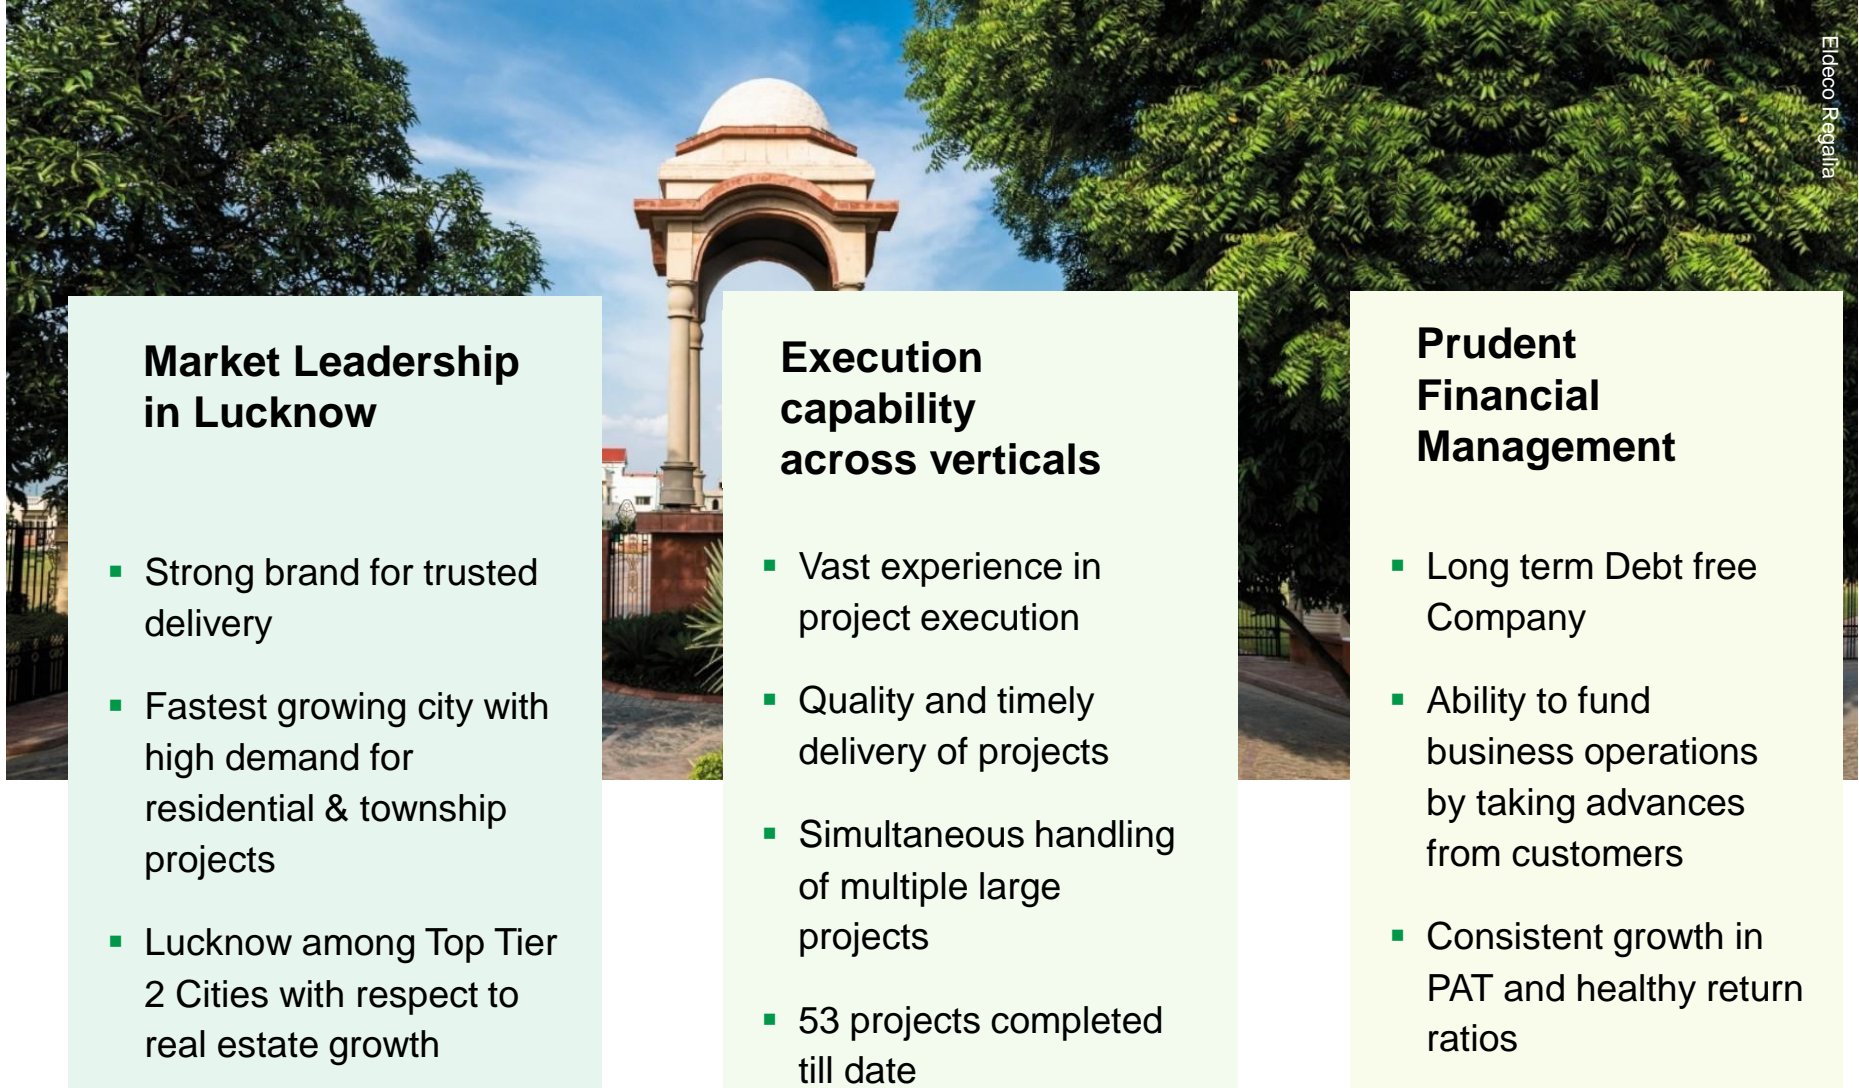 Eldeco Regalia
Market Leadership
in Lucknow
▪ Strong brand for trusted
delivery
▪ Fastest growing city with
high demand for
residential & township
projects
▪ Lucknow among Top Tier
2 Cities with respect to
real estate growth
Execution
capability
across verticals
▪ Vast experience in
project execution
▪ Quality and timely
delivery of projects
▪ Simultaneous handling
of multiple large
projects
▪ 53 projects completed
till date
Prudent
Financial
Management
▪ Long term Debt free
Company
▪ Ability to fund
business operations
by taking advances
from customers
▪ Consistent growth in
PAT and healthy return
ratios